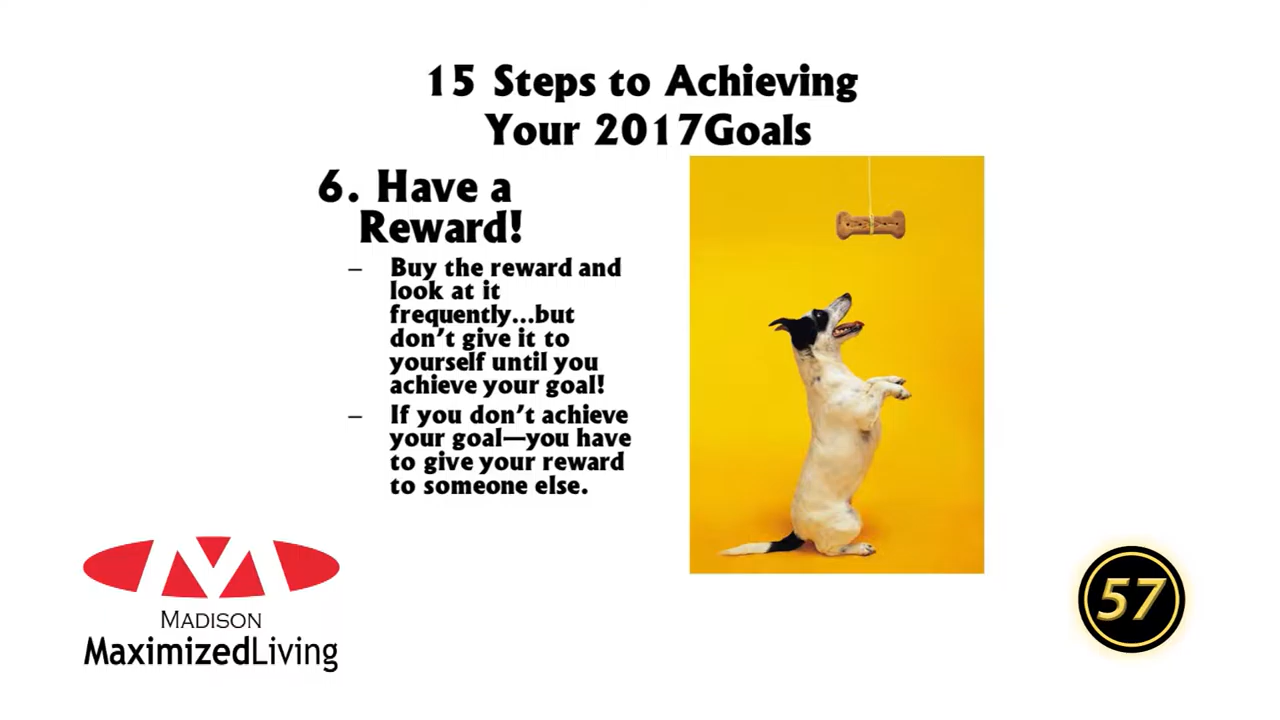 15 Steps to Achieving
Your 2017Goals
6. Have a
Reward!
– Buy the reward and
look at it
frequently...but
don't give it to
yourself until you
achieve your goal!
– If you don't achieve
your goal—you have
to give your reward
to someone else.
MADISON
MaximizedLiving
57